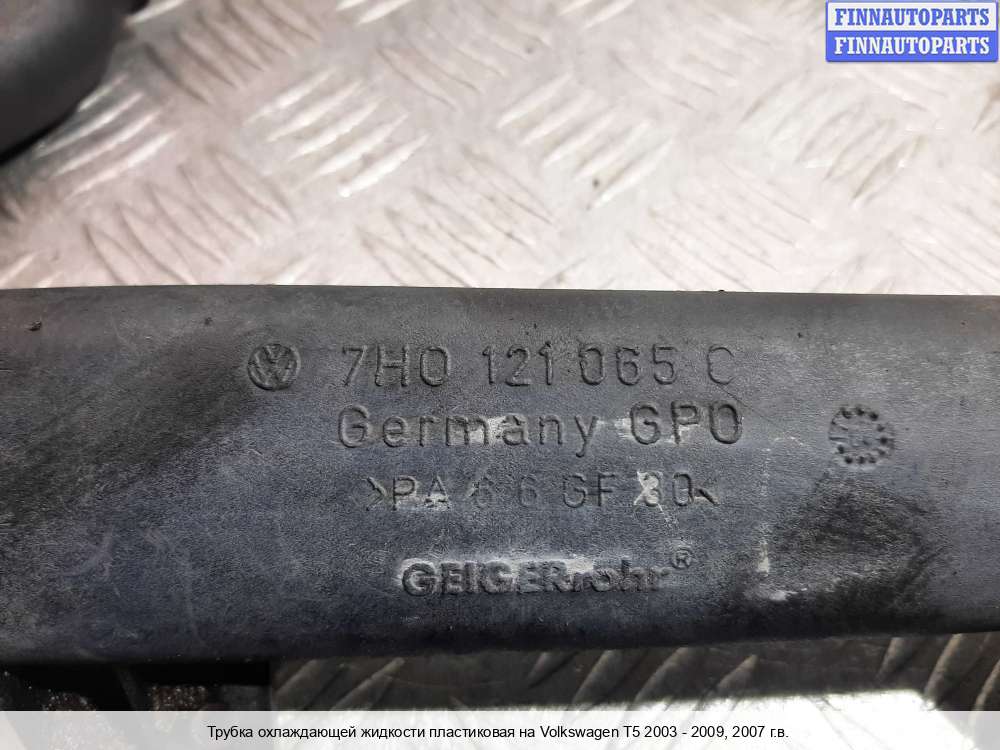 FINNAUTOPARTS
FINNAUTOPARTS
7H0 121 065 C
Germany GPO
>PA 6 6 GF 30<
GEIGERrohr®
Трубка охлаждающей жидкости пластиковая на Volkswagen T5 2003 - 2009, 2007 г.в.